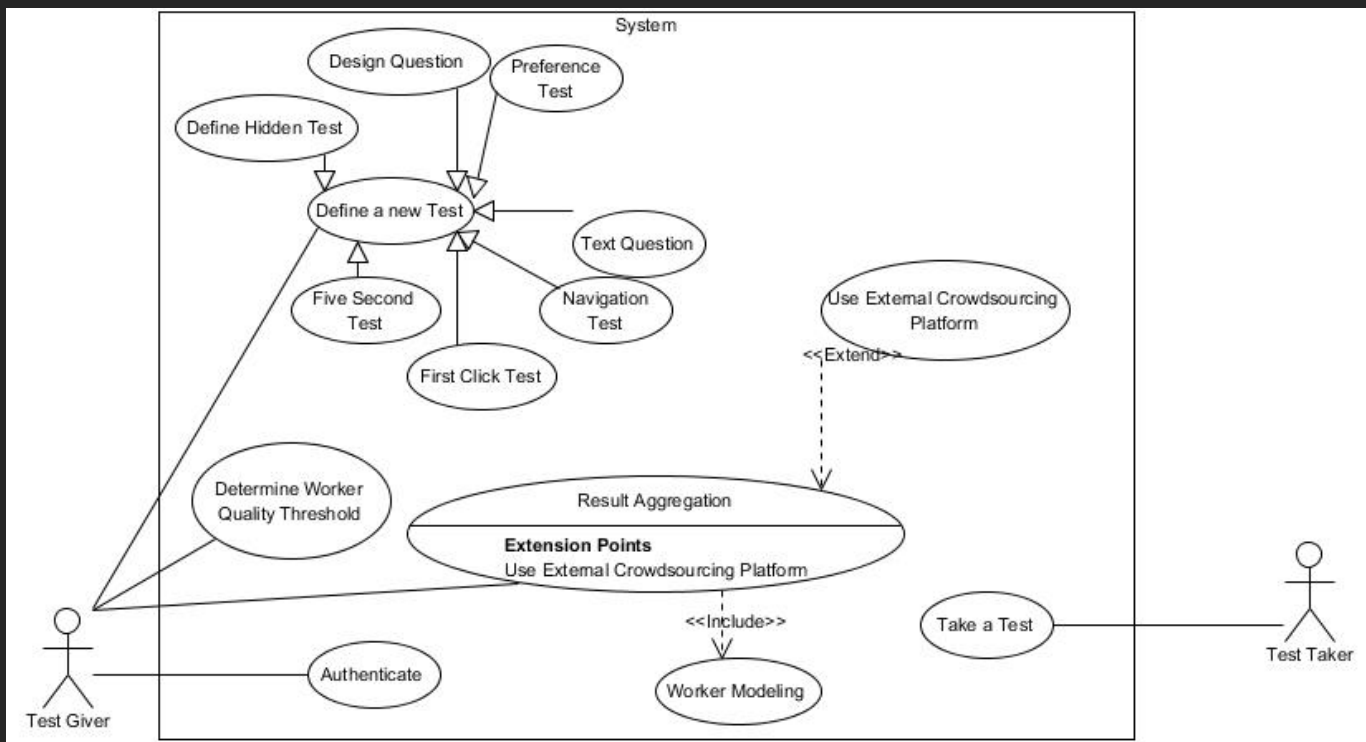 System
Design Question
Preference
Test
Define Hidden Test
Define a new Test
Text Question
Five Second
Test
Navigation
Test
Use External Crowdsourcing
Platform
<<Extend>>
First Click Test
Determine Worker
Quality Threshold
Result Aggregation
Extension Points
Use External Crowdsourcing Platform
<<Include>>
Take a Test
Test Taker
Authenticate
Worker Modeling
Test Giver